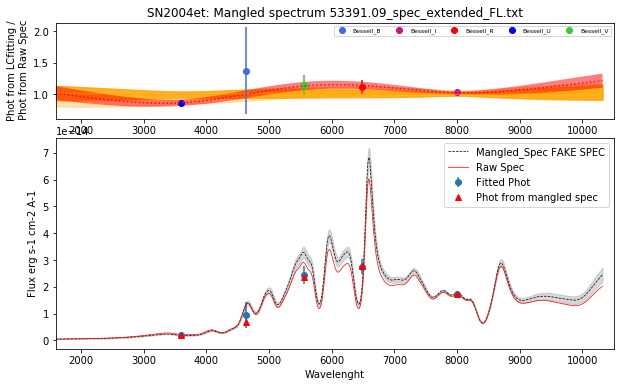 SN2004et: Mangled spectrum 53391.09_spec_extended_FL.txt
Phot from LCfitting /
Phot from Raw Spec
2.0
1.5
1.0
Bessell_B
Bessell_I
Bessell_R
Bessell_U
Bessell_V
2000 3000 4000 5000 6000 7000 8000 9000 10000
1e-14
Flux erg s-1 cm-2 A-1
7
6
5
4
3
2
1
0
Mangled_Spec FAKE SPEC
Raw Spec
Fitted Phot
Phot from mangled spec
2000 3000 4000 5000 6000 7000 8000 9000 10000
Wavelenght